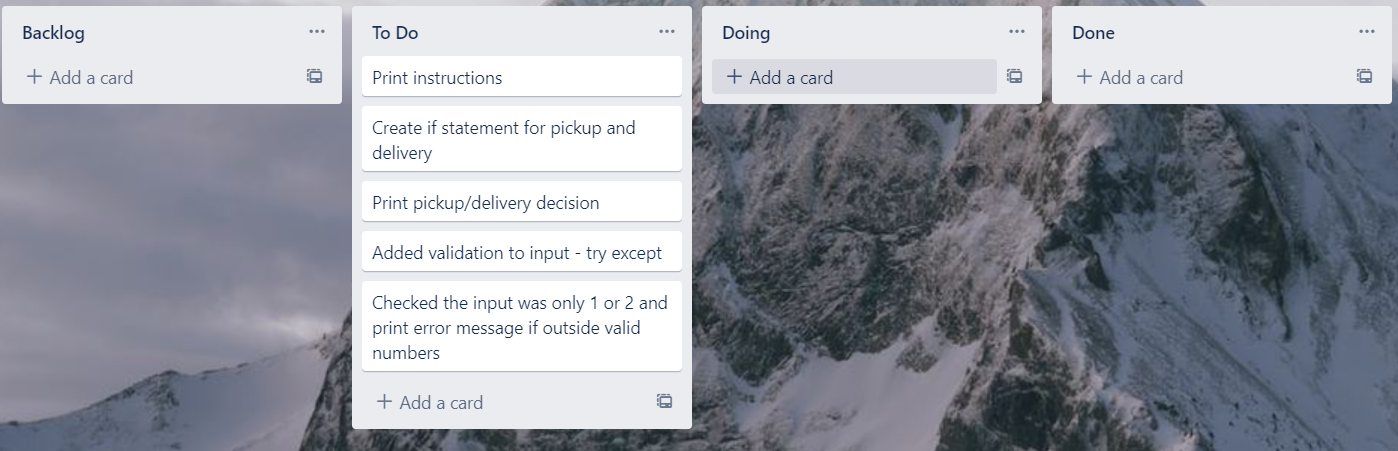 Backlog
Add a card
To Do
Print instructions
Create if statement for pickup and
delivery
Print pickup/delivery decision
Added validation to input - try except
Checked the input was only 1 or 2 and
print error message if outside valid
numbers
Add a card
Doing
Add a card
Done
Add a card